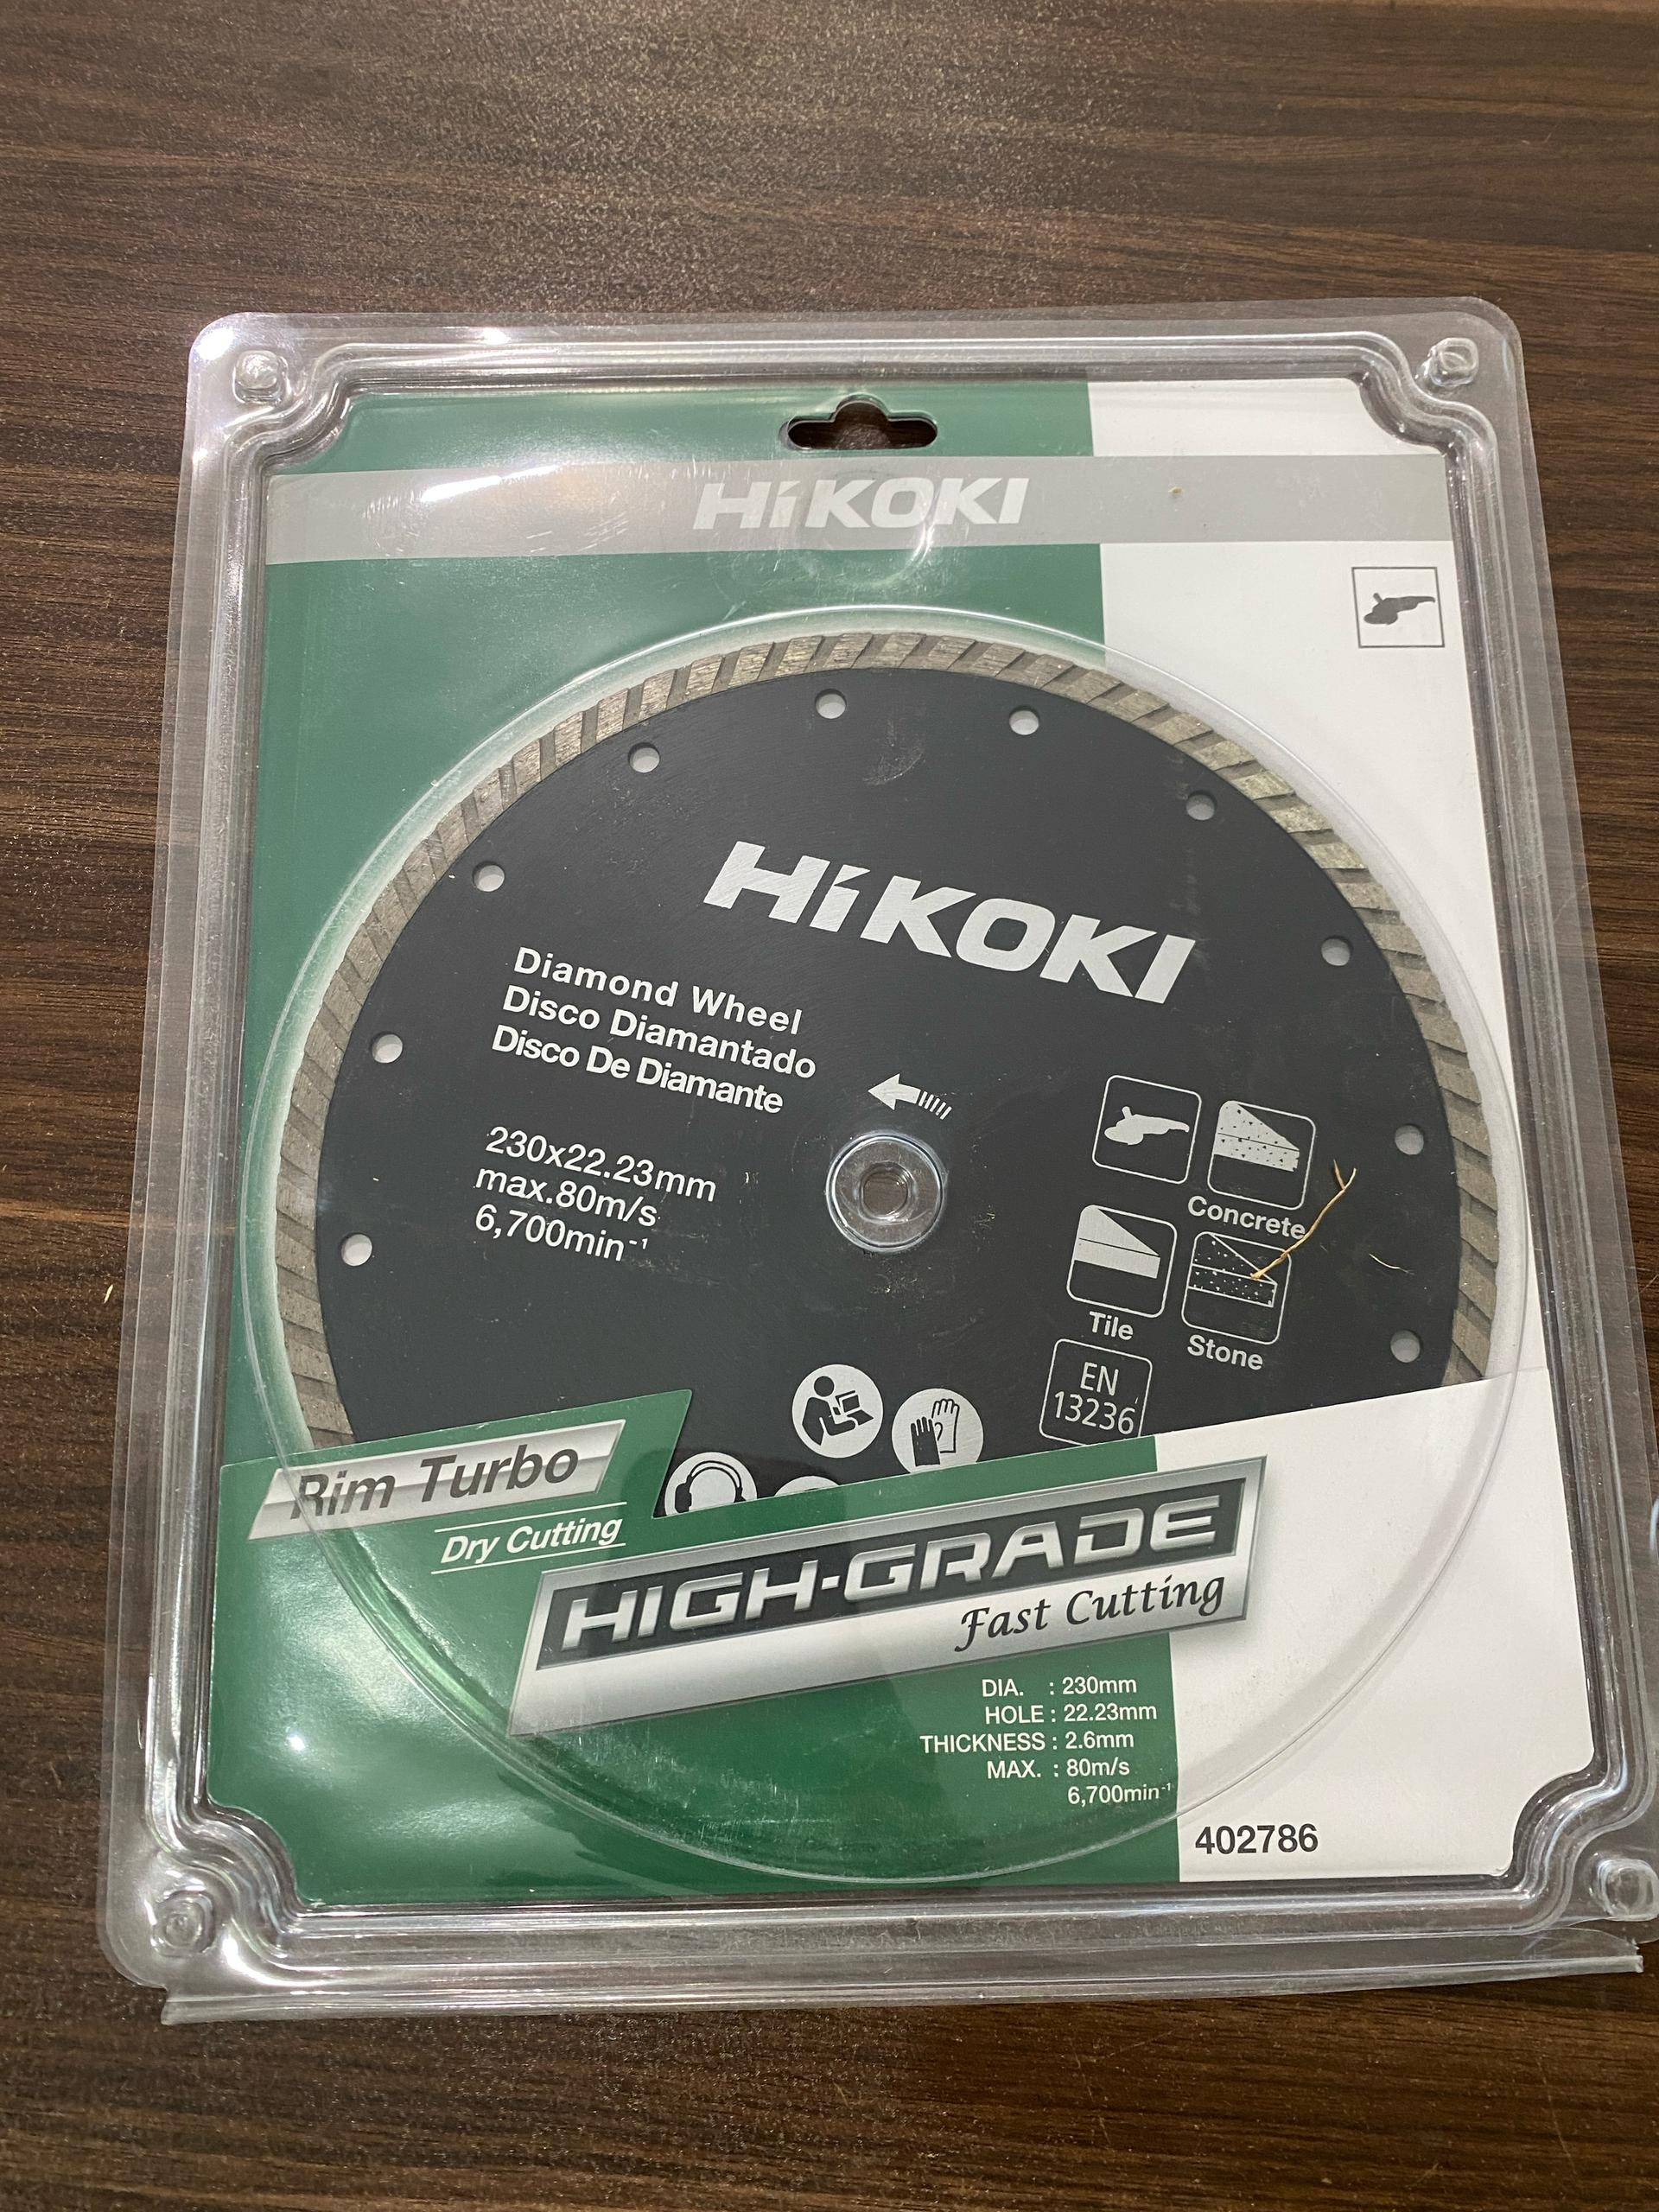 HiKOKI
HiKOKI
Diamond Wheel
Disco Diamantado
Disco De Diamante
230x22.23mm
max.80m/s
6,700min⁻¹
Concrete
Tile
Stone
EN
13236
Rim Turbo
Dry Cutting
HIGH-GRADE
Fast Cutting
DIA. : 230mm
HOLE : 22.23mm
THICKNESS : 2.6mm
MAX. : 80m/s
6,700min⁻¹
402786